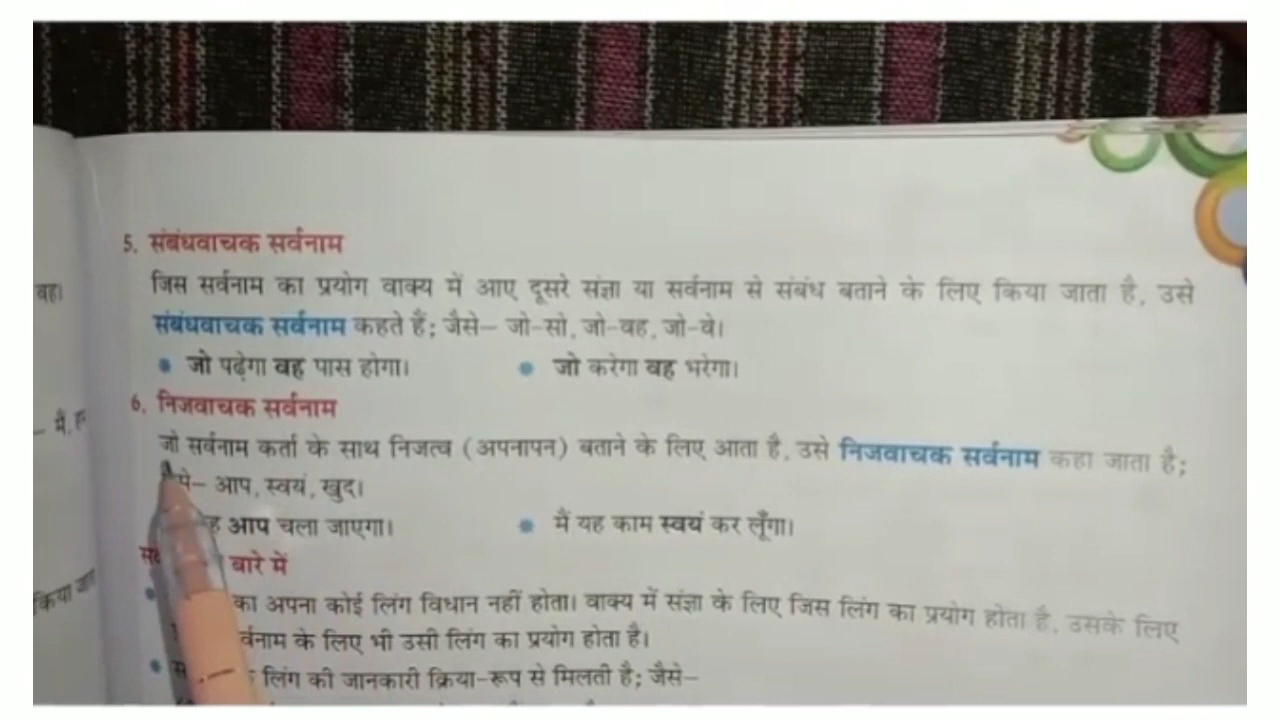 5. संबंधवाचक सर्वनाम
जिस सर्वनाम का प्रयोग वाक्य में आए दूसरे संज्ञा या सर्वनाम से संबंध बताने के लिए किया जाता है, उसे
संबंधवाचक सर्वनाम कहते हैं; जैसे– जो-सो, जो-वह, जो-वे।
• जो पढ़ेगा वह पास होगा। • जो करेगा वह भरेगा।
6. निजवाचक सर्वनाम
जो सर्वनाम कर्ता के साथ निजत्व (अपनापन) बताने के लिए आता है, उसे निजवाचक सर्वनाम कहा जाता है;
– आप, स्वयं, खुद।
आप चला जाएगा। • मैं यह काम स्वयं कर लूँगा।
बारे में
का अपना कोई लिंग विधान नहीं होता। वाक्य में संज्ञा के लिए जिस लिंग का प्रयोग होता है, उसके लिए
के लिए भी उसी लिंग का प्रयोग होता है।
लिंग की जानकारी क्रिया-रूप से मिलती है; जैसे–
वह।
– मैं,
किया